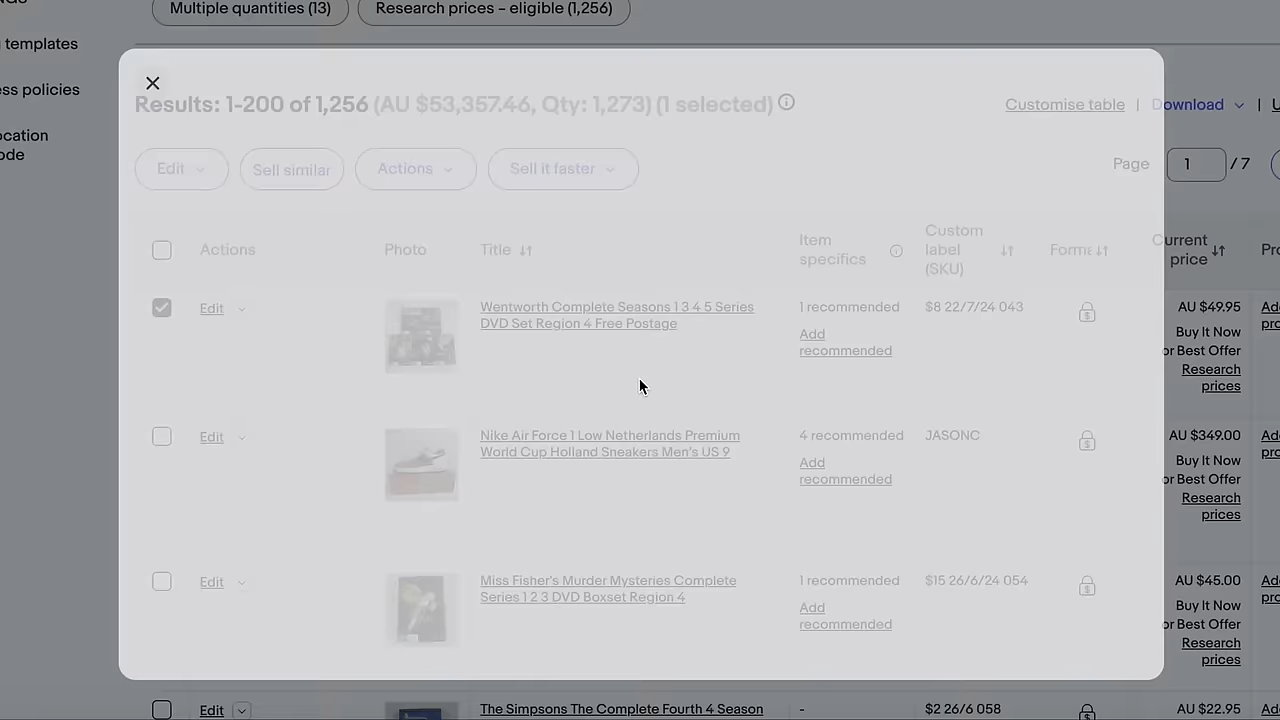 Multiple quantities (13)
Research prices – eligible (1,256)
templates
ess policies
ocation
ode
Results: 1-200 of 1,256 (AU $53,357.46, Qty: 1,273) (1 selected)
Customise table | Download |
Edit
Sell similar
Actions
Sell it faster
Page 1 / 7
Actions
Photo
Title
Item
specifics
Custom
label
(SKU)
Forma
Current
price
Edit
Wentworth Complete Seasons 1 3 4 5 Series
DVD Set Region 4 Free Postage
1 recommended
Add
recommended
$8 22/7/24 043
AU $49.95
Buy It Now
or Best Offer
Research
prices
Edit
Nike Air Force 1 Low Netherlands Premium
World Cup Holland Sneakers Men's US 9
4 recommended
Add
recommended
JASONC
AU $349.00
Buy It Now
or Best Offer
Research
prices
Edit
Miss Fisher's Murder Mysteries Complete
Series 1 2 3 DVD Boxset Region 4
1 recommended
Add
recommended
$15 26/6/24 054
AU $45.00
Buy It Now
or Best Offer
Research
prices
Edit
The Simpsons The Complete Fourth 4 Season
-
$2 26/6 058
AU $22.95